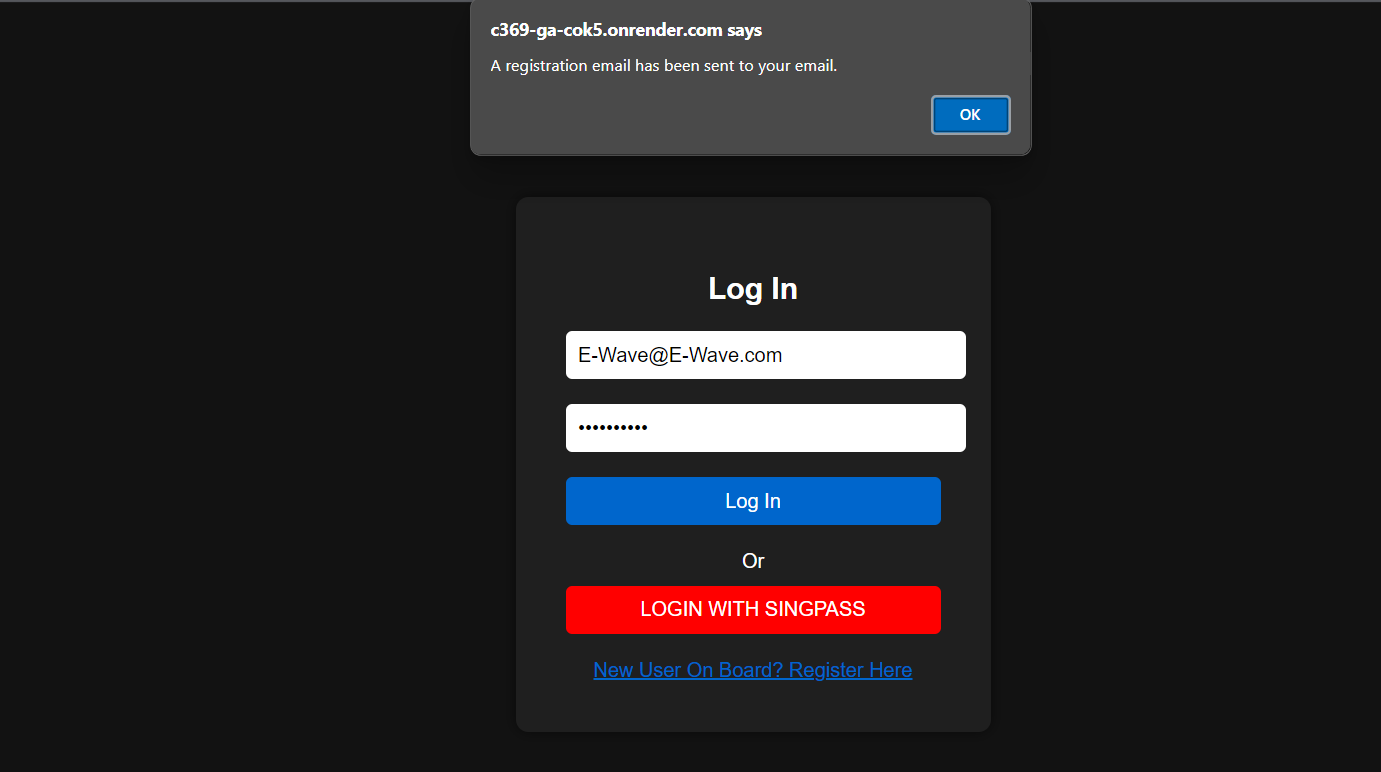 c369-ga-cok5.onrender.com says
A registration email has been sent to your email.
OK
Log In
E-Wave@E-Wave.com
••••••••••
Log In
Or
LOGIN WITH SINGPASS
New User On Board? Register Here